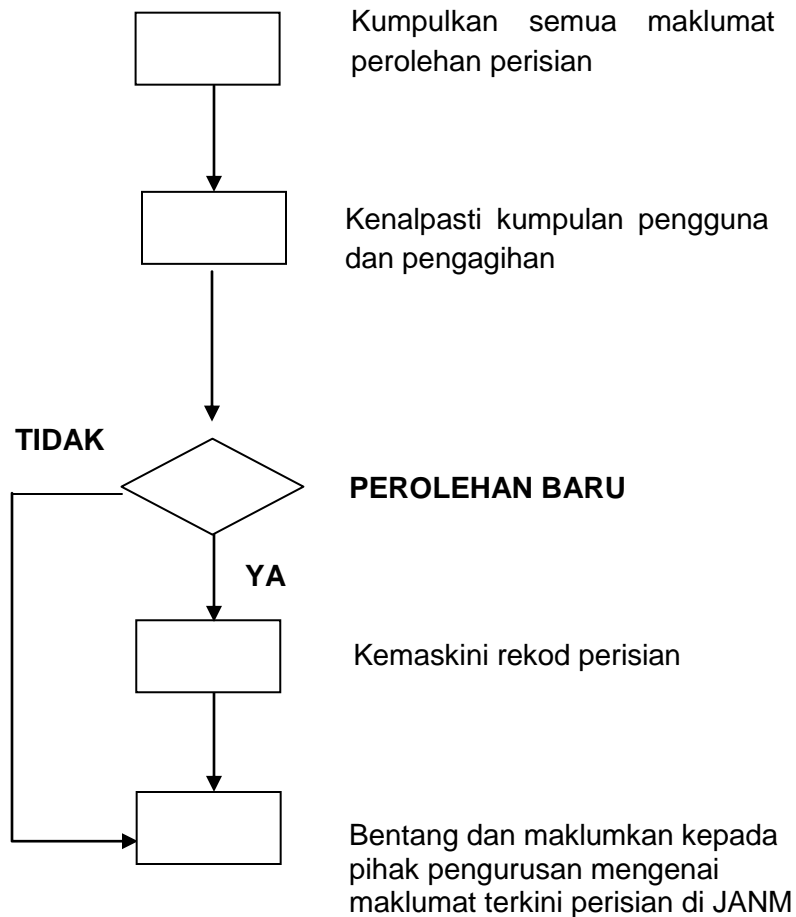 Kumpulkan semua maklumat
perolehan perisian
Kenalpasti kumpulan pengguna
dan pengagihan
TIDAK
PEROLEHAN BARU
YA
Kemaskini rekod perisian
Bentang dan maklumkan kepada
pihak pengurusan mengenai
maklumat terkini perisian di JANM